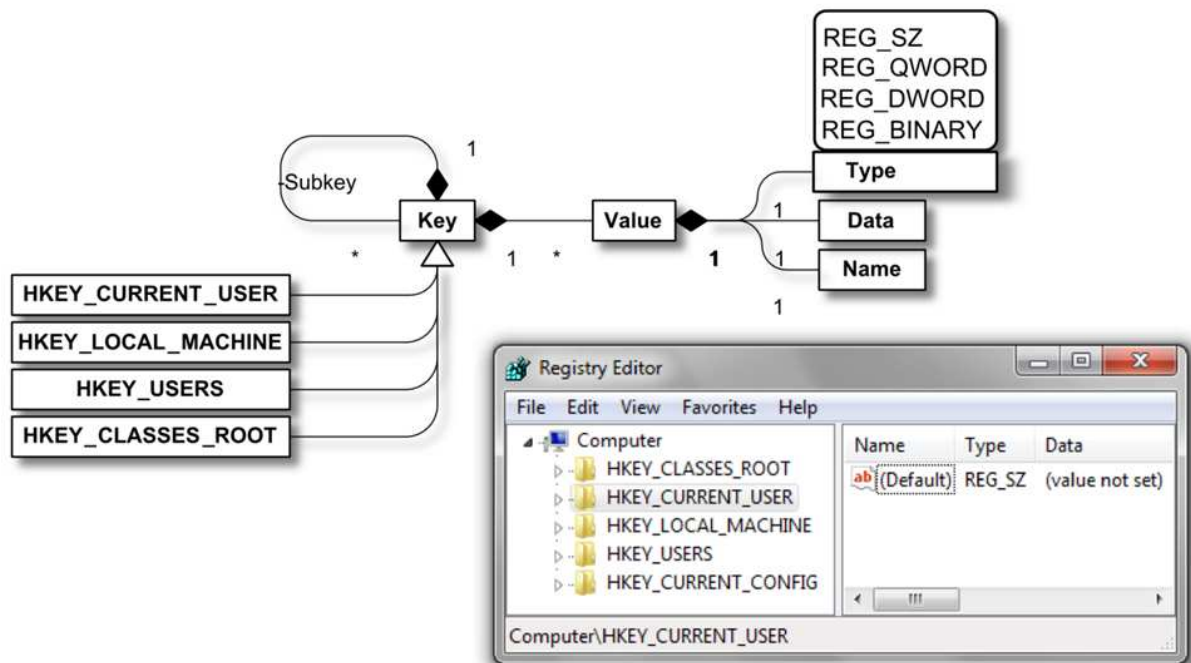 REG_SZ
REG_QWORD
REG_DWORD
REG_BINARY
Type
1
-Subkey
Key
Value
1
Data
*
1
*
1
1
Name
1
HKEY_CURRENT_USER
HKEY_LOCAL_MACHINE
HKEY_USERS
HKEY_CLASSES_ROOT
Registry Editor
File Edit View Favorites Help
Computer
HKEY_CLASSES_ROOT
HKEY_CURRENT_USER
HKEY_LOCAL_MACHINE
HKEY_USERS
HKEY_CURRENT_CONFIG
Name Type Data
ab (Default) REG_SZ (value not set)
Computer\HKEY_CURRENT_USER